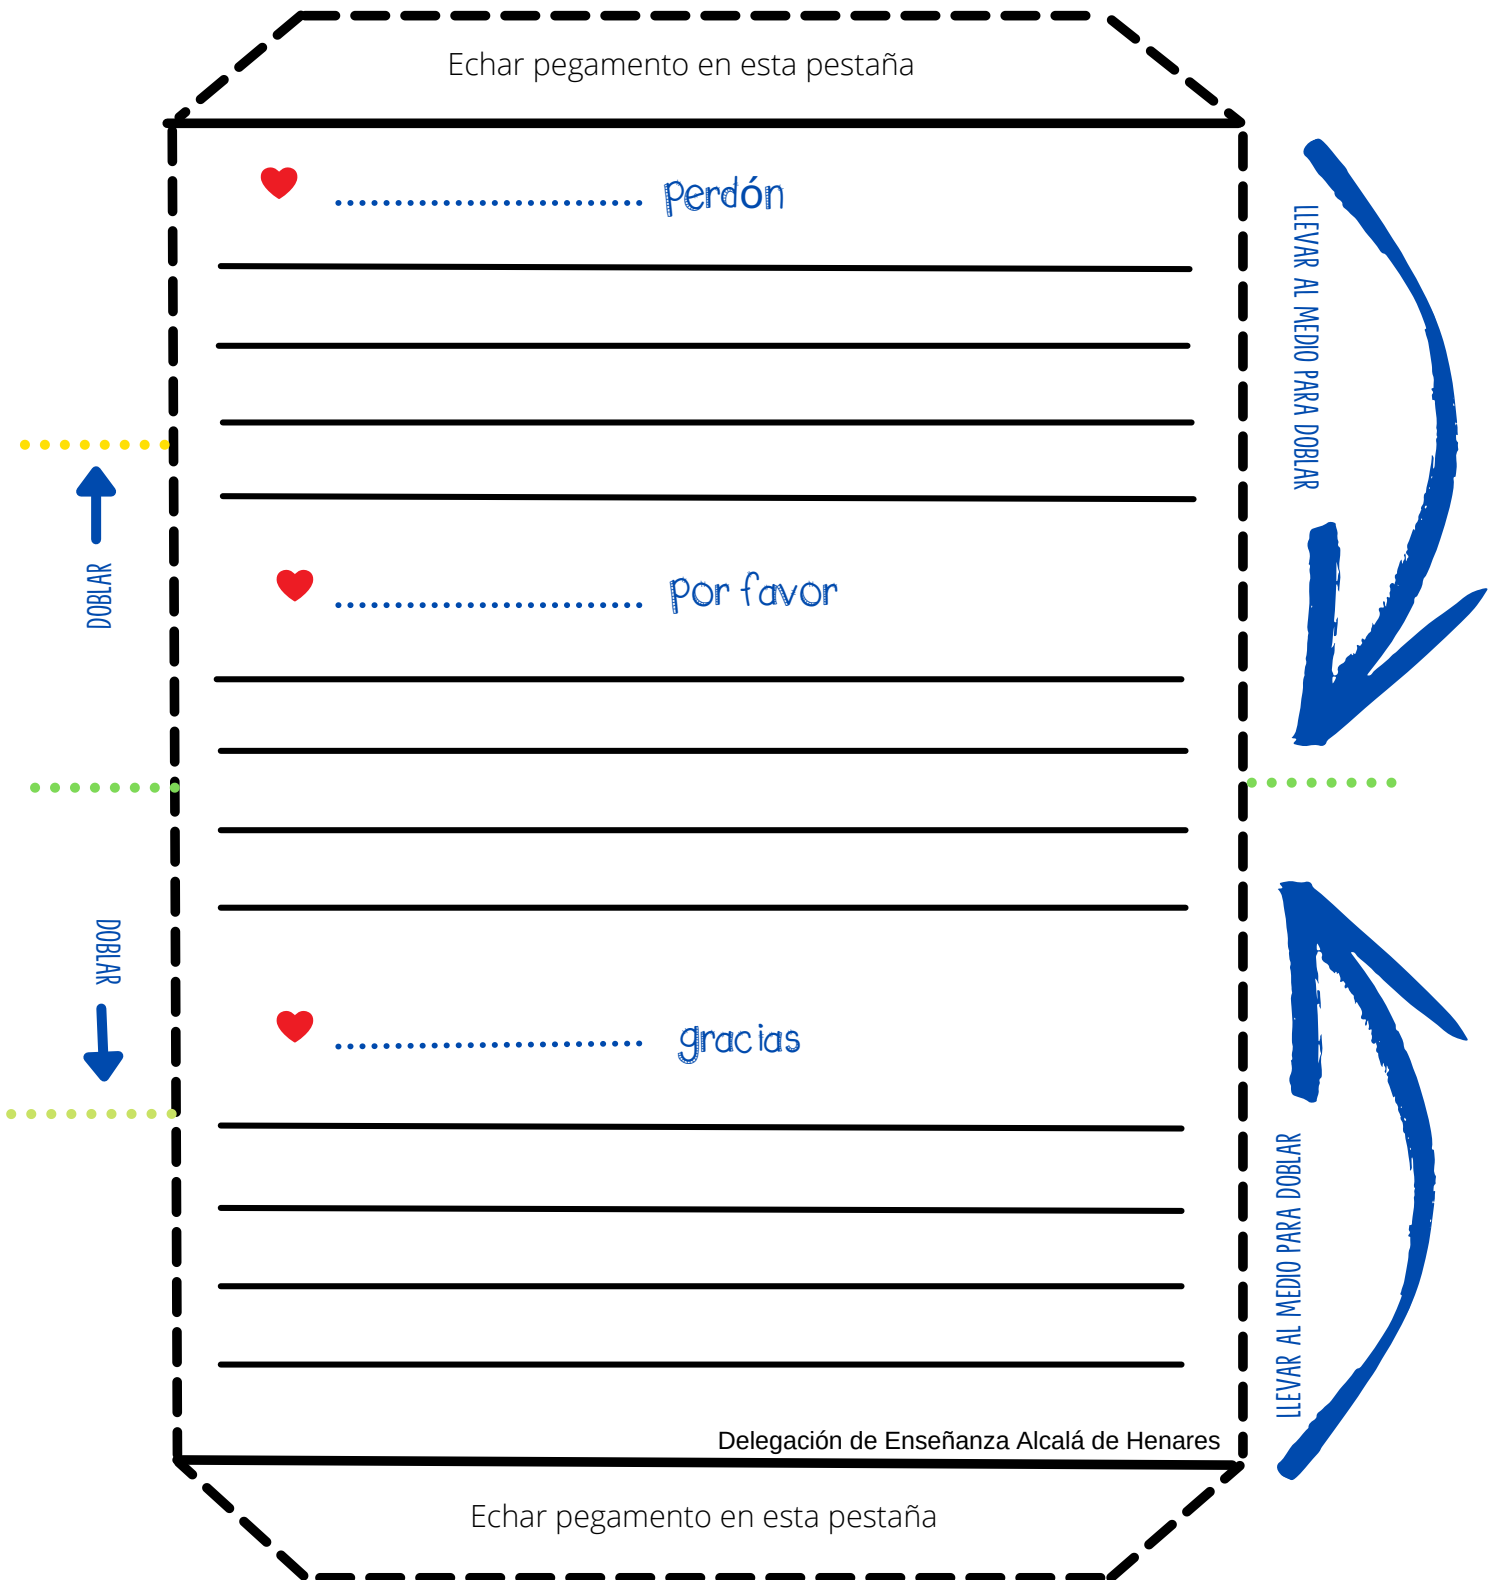 Echar pegamento en esta pestaña
................................ perdón
LLEVAR AL MEDIO PARA DOBLAR
DOBLAR
................................ por favor
DOBLAR
................................ gracias
LLEVAR AL MEDIO PARA DOBLAR
Delegación de Enseñanza Alcalá de Henares
Echar pegamento en esta pestaña